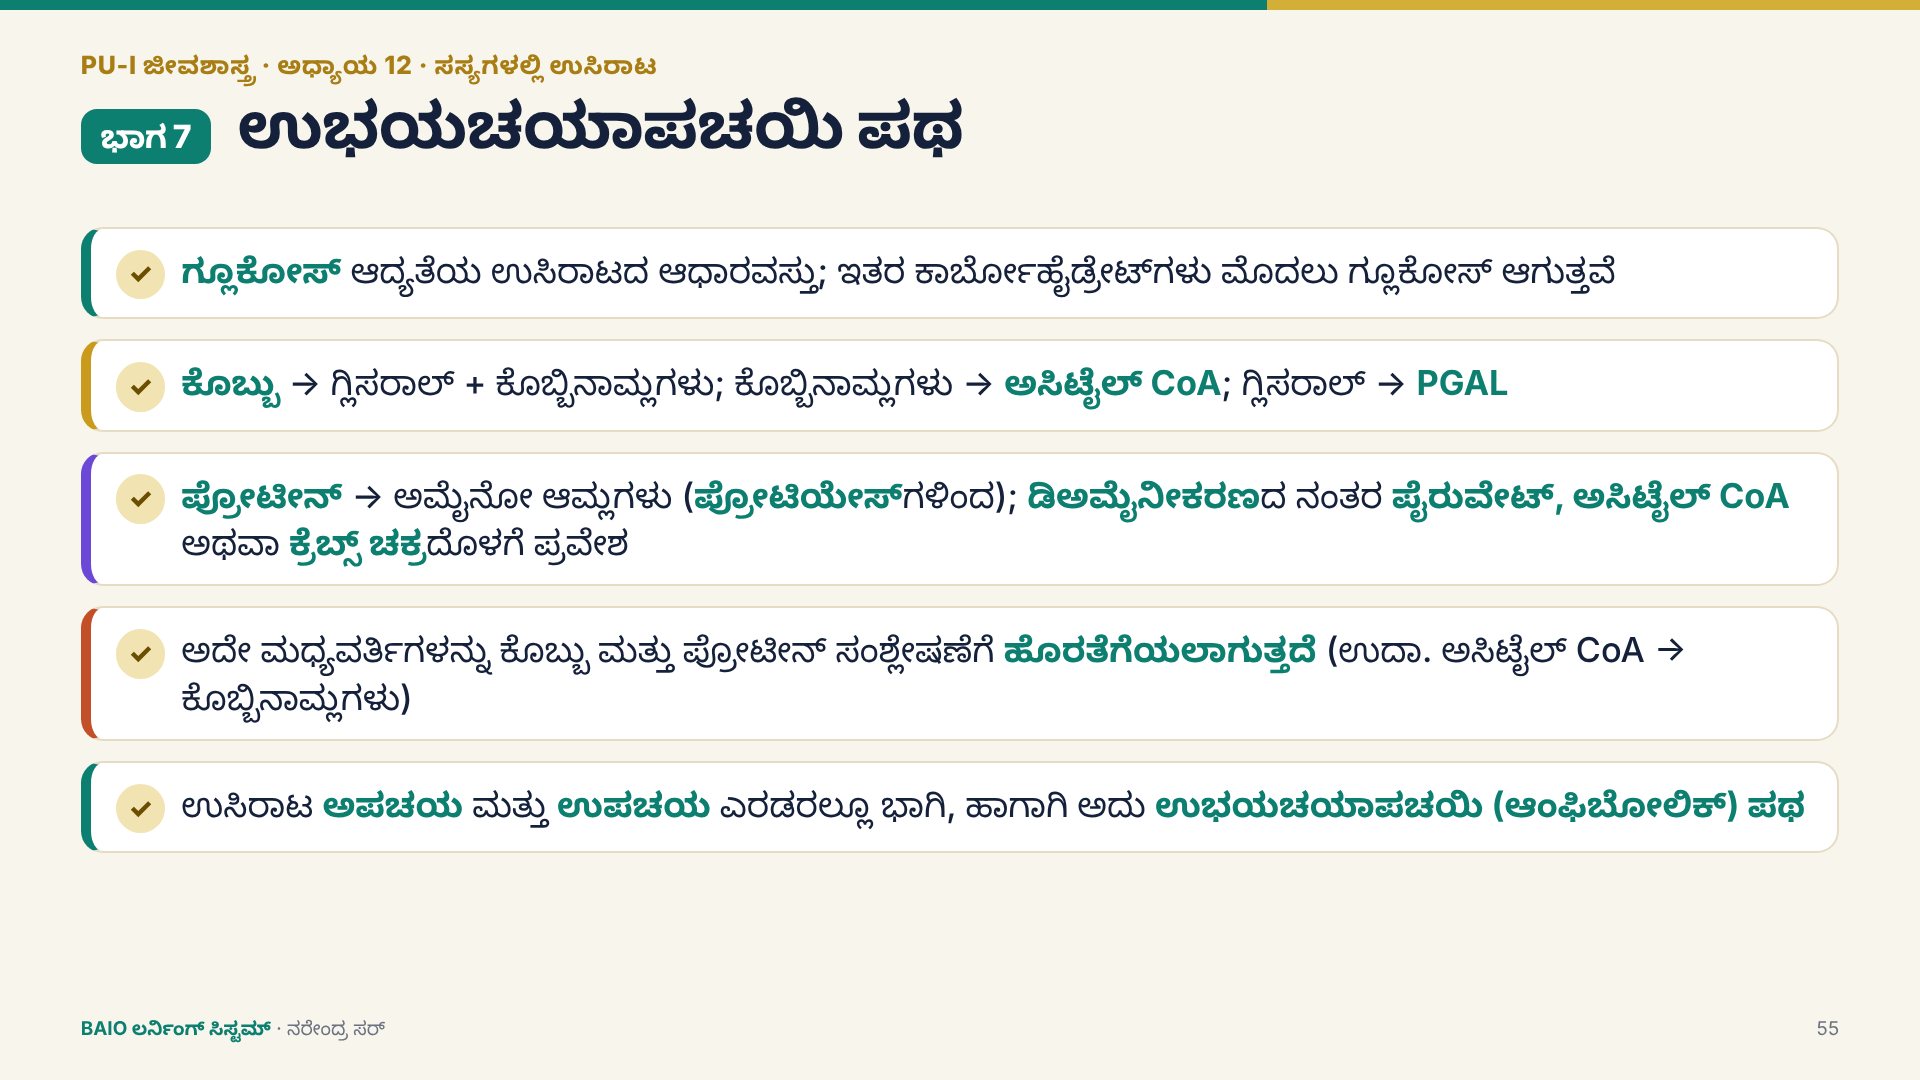 PU-I ಜೀವಶಾಸ್ತ್ರ · ಅಧ್ಯಾಯ 12 · ಸಸ್ಯಗಳಲ್ಲಿ ಉಸಿರಾಟ
ಭಾಗ 7 ಉಭಯಚಯಾಪಚಯಿ ಪಥ
ಗ್ಲೂಕೋಸ್ ಆದ್ಯತೆಯ ಉಸಿರಾಟದ ಆಧಾರವಸ್ತು; ಇತರ ಕಾರ್ಬೋಹೈಡ್ರೇಟ್‌ಗಳು ಮೊದಲು ಗ್ಲೂಕೋಸ್ ಆಗುತ್ತವೆ
ಕೊಬ್ಬು → ಗ್ಲಿಸರಾಲ್ + ಕೊಬ್ಬಿನಾಮ್ಲಗಳು; ಕೊಬ್ಬಿನಾಮ್ಲಗಳು → ಅಸಿಟೈಲ್ CoA; ಗ್ಲಿಸರಾಲ್ → PGAL
ಪ್ರೋಟೀನ್ → ಅಮೈನೋ ಆಮ್ಲಗಳು (ಪ್ರೋಟಿಯೇಸ್‌ಗಳಿಂದ); ಡಿಅಮೈನೀಕರಣದ ನಂತರ ಪೈರುವೇಟ್, ಅಸಿಟೈಲ್ CoA
ಅಥವಾ ಕ್ರೆಬ್ಸ್ ಚಕ್ರದೊಳಗೆ ಪ್ರವೇಶ
ಅದೇ ಮಧ್ಯವರ್ತಿಗಳನ್ನು ಕೊಬ್ಬು ಮತ್ತು ಪ್ರೋಟೀನ್ ಸಂಶ್ಲೇಷಣೆಗೆ ಹೊರತೆಗೆಯಲಾಗುತ್ತದೆ (ಉದಾ. ಅಸಿಟೈಲ್ CoA →
ಕೊಬ್ಬಿನಾಮ್ಲಗಳು)
ಉಸಿರಾಟ ಅಪಚಯ ಮತ್ತು ಉಪಚಯ ಎರಡರಲ್ಲೂ ಭಾಗಿ, ಹಾಗಾಗಿ ಅದು ಉಭಯಚಯಾಪಚಯಿ (ಆಂಫಿಬೋಲಿಕ್) ಪಥ
BAIO ಲರ್ನಿಂಗ್ ಸಿಸ್ಟಮ್ · ನರೇಂದ್ರ ಸರ್
55